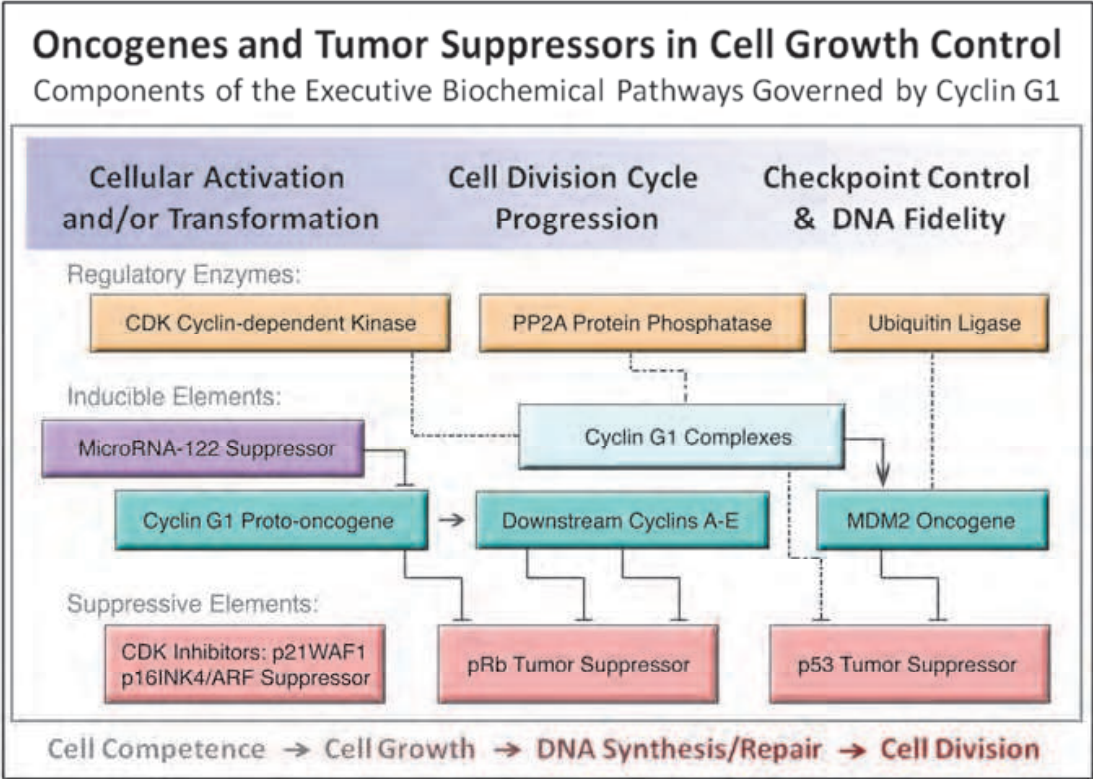 Oncogenes and Tumor Suppressors in Cell Growth Control
Components of the Executive Biochemical Pathways Governed by Cyclin G1
Cellular Activation
and/or Transformation
Cell Division Cycle
Progression
Checkpoint Control
& DNA Fidelity
Regulatory Enzymes:
CDK Cyclin-dependent Kinase
PP2A Protein Phosphatase
Ubiquitin Ligase
Inducible Elements:
Cyclin G1 Complexes
MicroRNA-122 Suppressor
Cyclin G1 Proto-oncogene
Downstream Cyclins A-E
MDM2 Oncogene
Suppressive Elements:
CDK Inhibitors: p21WAF1
p16INK4/ARF Suppressor
pRb Tumor Suppressor
p53 Tumor Suppressor
Cell Competence → Cell Growth → DNA Synthesis/Repair → Cell Division